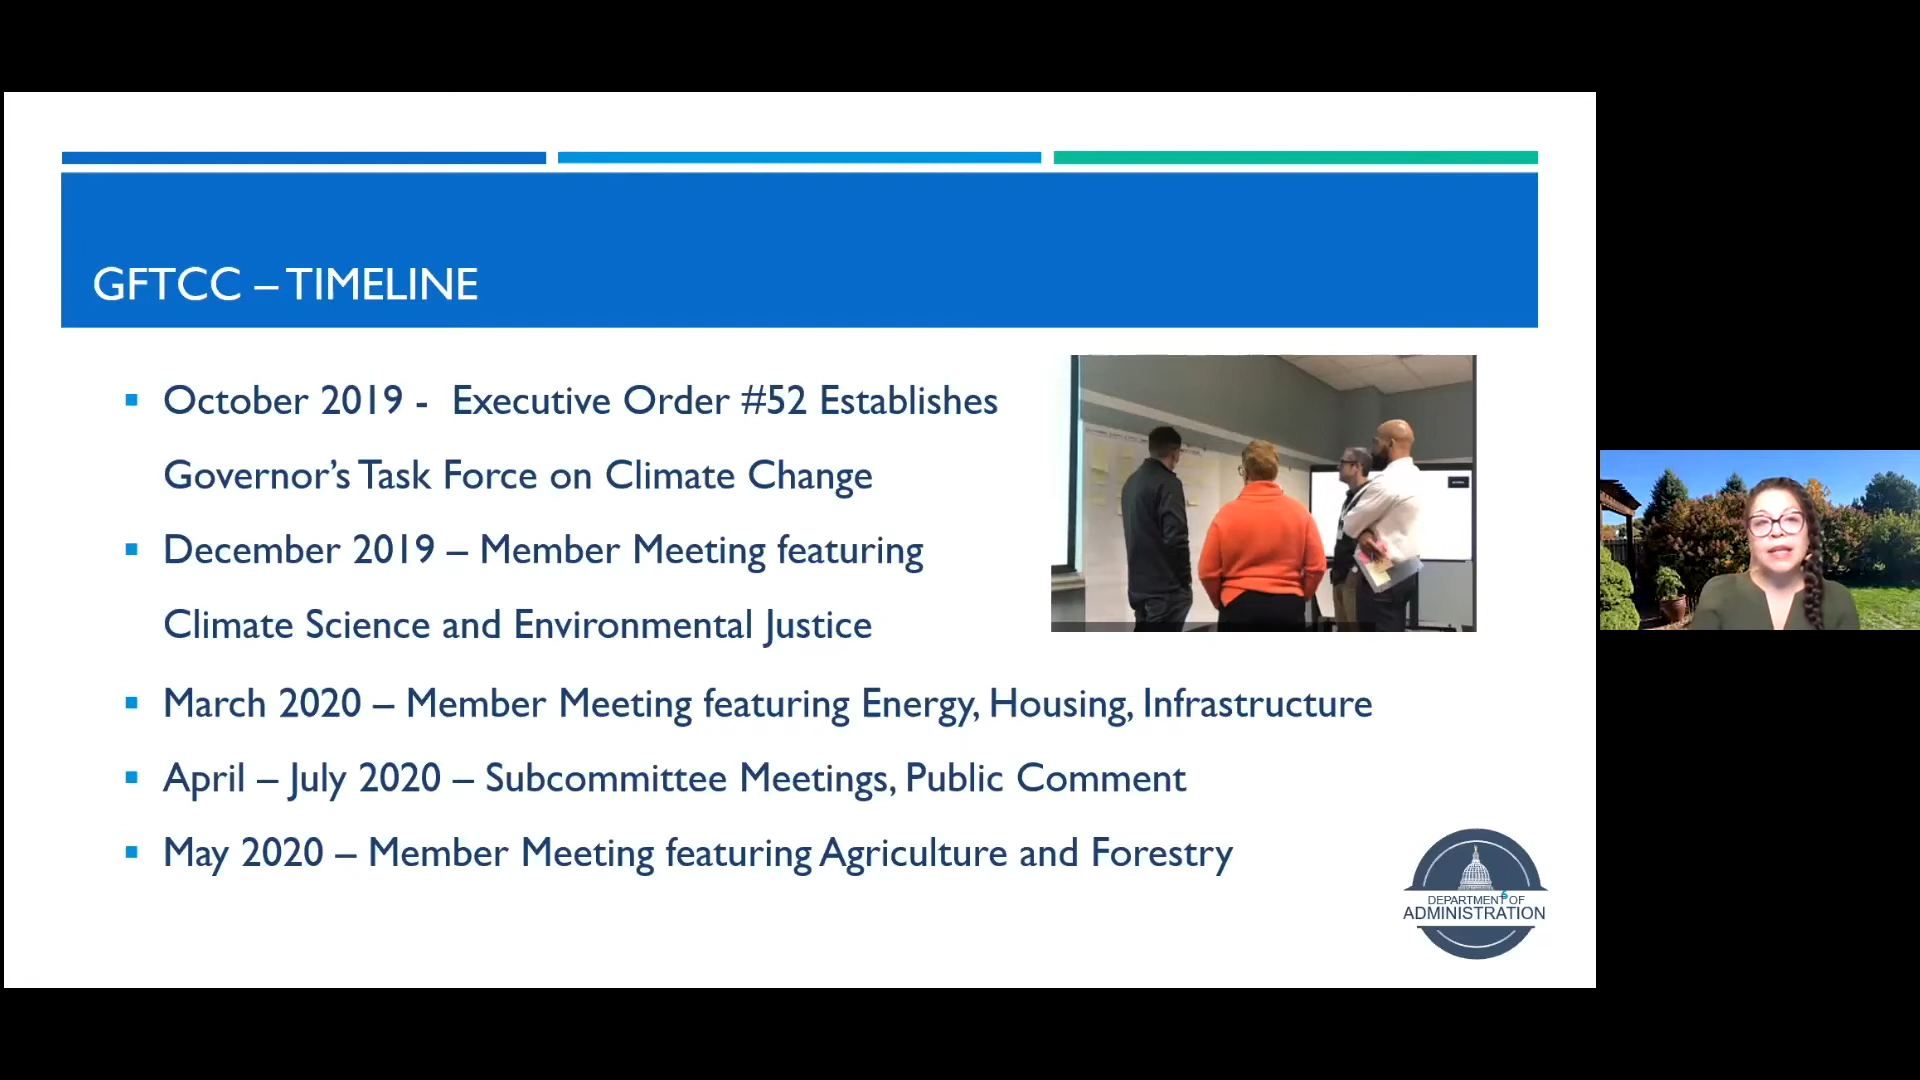 GFTCC – TIMELINE
October 2019 - Executive Order #52 Establishes
Governor's Task Force on Climate Change
December 2019 – Member Meeting featuring
Climate Science and Environmental Justice
March 2020 – Member Meeting featuring Energy, Housing, Infrastructure
April – July 2020 – Subcommittee Meetings, Public Comment
May 2020 – Member Meeting featuring Agriculture and Forestry
6
DEPARTMENT OF
ADMINISTRATION